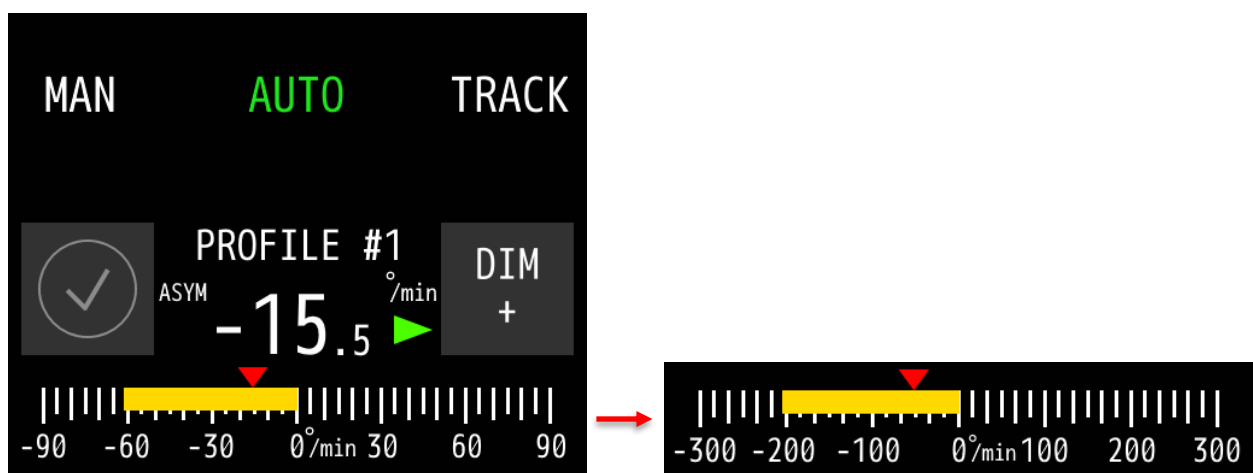 MAN AUTO TRACK
PROFILE #1
DIM
+
ASYM -15.5 °/min
-90 -60 -30 0°/min 30 60 90
-300 -200 -100 0°/min 100 200 300